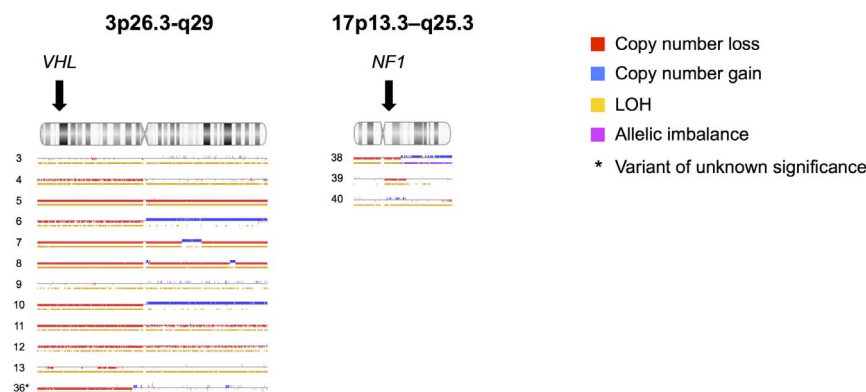 3p26.3-q29
17p13.3–q25.3
VHL
NF1
Copy number loss
Copy number gain
LOH
Allelic imbalance
* Variant of unknown significance
3
4
5
6
7
8
9
10
11
12
13
36*
38
39
40